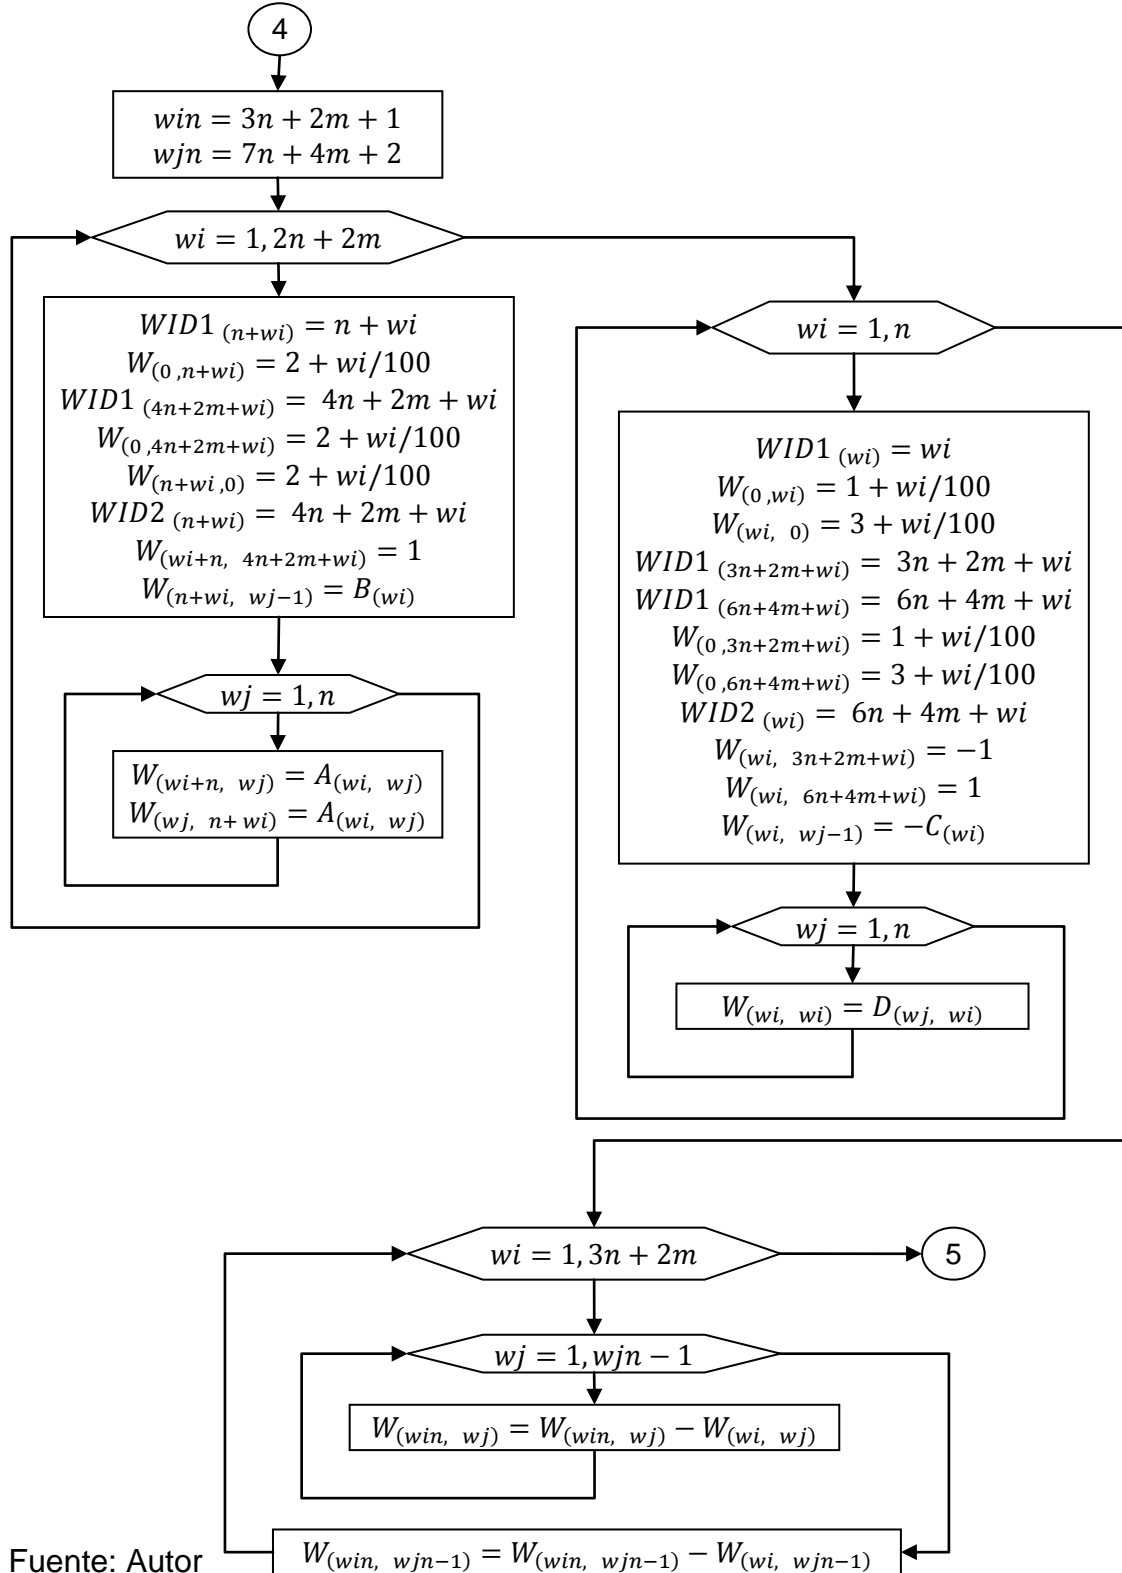 4
win = 3n + 2m + 1
wjn = 7n + 4m + 2
wi = 1, 2n + 2m
WID1 (n+wi) = n + wi
W(0 ,n+wi) = 2 + wi/100
WID1 (4n+2m+wi) = 4n + 2m + wi
W(0 ,4n+2m+wi) = 2 + wi/100
W(n+wi ,0) = 2 + wi/100
WID2 (n+wi) = 4n + 2m + wi
W(wi+n, 4n+2m+wi) = 1
W(n+wi, wj−1) = B(wi)
wj = 1, n
W(wi+n, wj) = A(wi, wj)
W(wj, n+wi) = A(wi, wj)
wi = 1, n
WID1 (wi) = wi
W(0 ,wi) = 1 + wi/100
W(wi, 0) = 3 + wi/100
WID1 (3n+2m+wi) = 3n + 2m + wi
WID1 (6n+4m+wi) = 6n + 4m + wi
W(0 ,3n+2m+wi) = 1 + wi/100
W(0 ,6n+4m+wi) = 3 + wi/100
WID2 (wi) = 6n + 4m + wi
W(wi, 3n+2m+wi) = −1
W(wi, 6n+4m+wi) = 1
W(wi, wj−1) = −C(wi)
wj = 1, n
W(wi, wi) = D(wj, wi)
wi = 1, 3n + 2m
5
wj = 1, wjn − 1
W(win, wj) = W(win, wj) − W(wi, wj)
W(win, wjn−1) = W(win, wjn−1) − W(wi, wjn−1)
Fuente: Autor